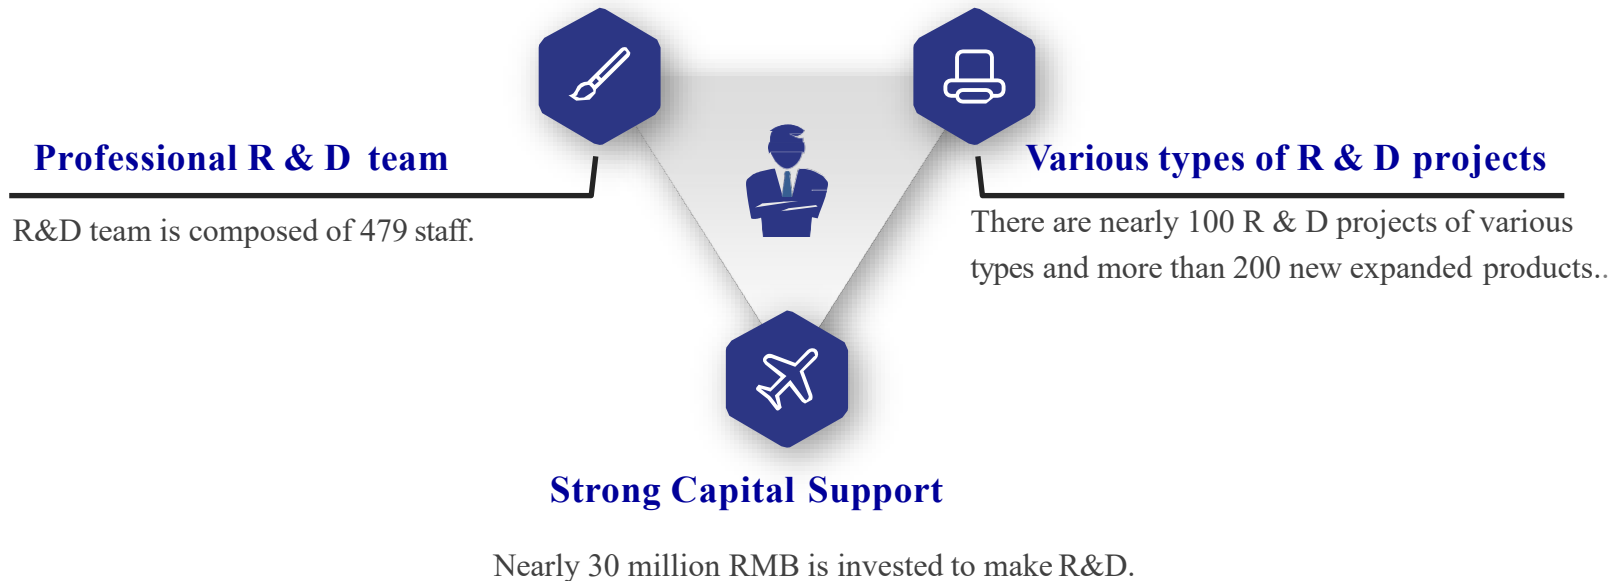 Professional R & D team
R&D team is composed of 479 staff.
Various types of R & D projects
There are nearly 100 R & D projects of various
types and more than 200 new expanded products..
Strong Capital Support
Nearly 30 million RMB is invested to make R&D.